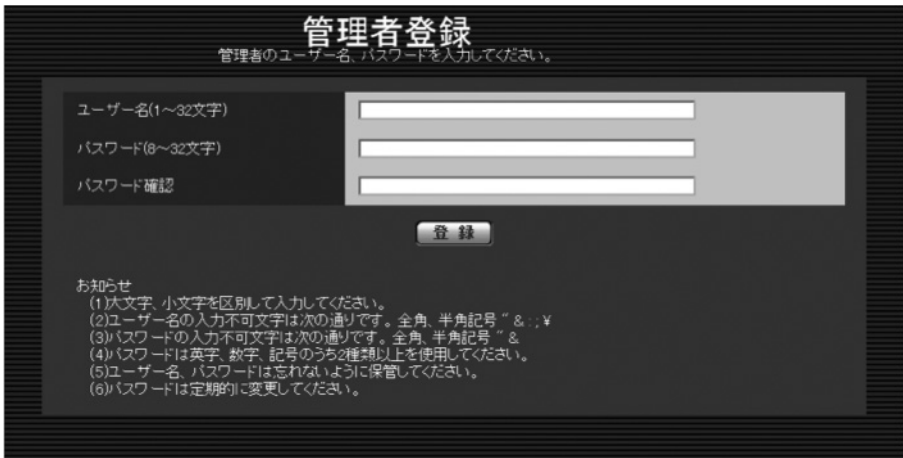 管理者登録
管理者のユーザー名、パスワードを入力してください。
ユーザー名(1～32文字)
パスワード(8～32文字)
パスワード確認
登 録
お知らせ
(1)大文字、小文字を区別して入力してください。
(2)ユーザー名の入力不可文字は次の通りです。全角、半角記号 " & : ; ¥
(3)パスワードの入力不可文字は次の通りです。全角、半角記号 " &
(4)パスワードは英字、数字、記号のうち2種類以上を使用してください。
(5)ユーザー名、パスワードは忘れないように保管してください。
(6)パスワードは定期的に変更してください。